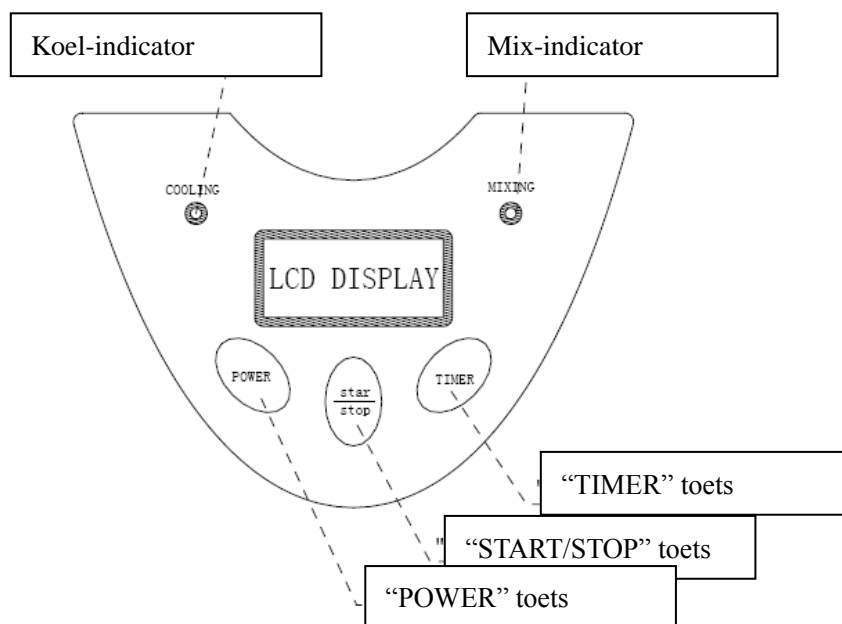 Koel-indicator
Mix-indicator
COOLING
MIXING
LCD DISPLAY
POWER
star
stop
TIMER
“TIMER” toets
“START/STOP” toets
“POWER” toets